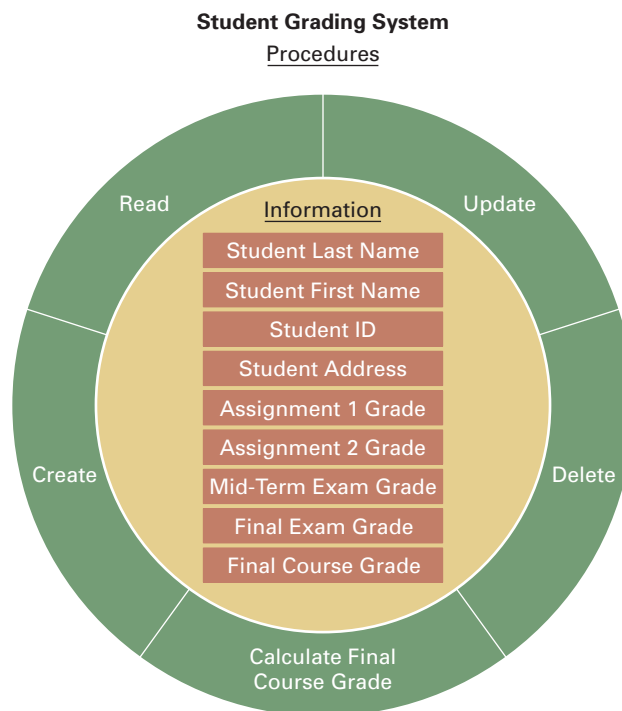 Student Grading System
Procedures
Read
Update
Information
Student Last Name
Student First Name
Student ID
Student Address
Assignment 1 Grade
Assignment 2 Grade
Mid-Term Exam Grade
Final Exam Grade
Final Course Grade
Create
Delete
Calculate Final
Course Grade